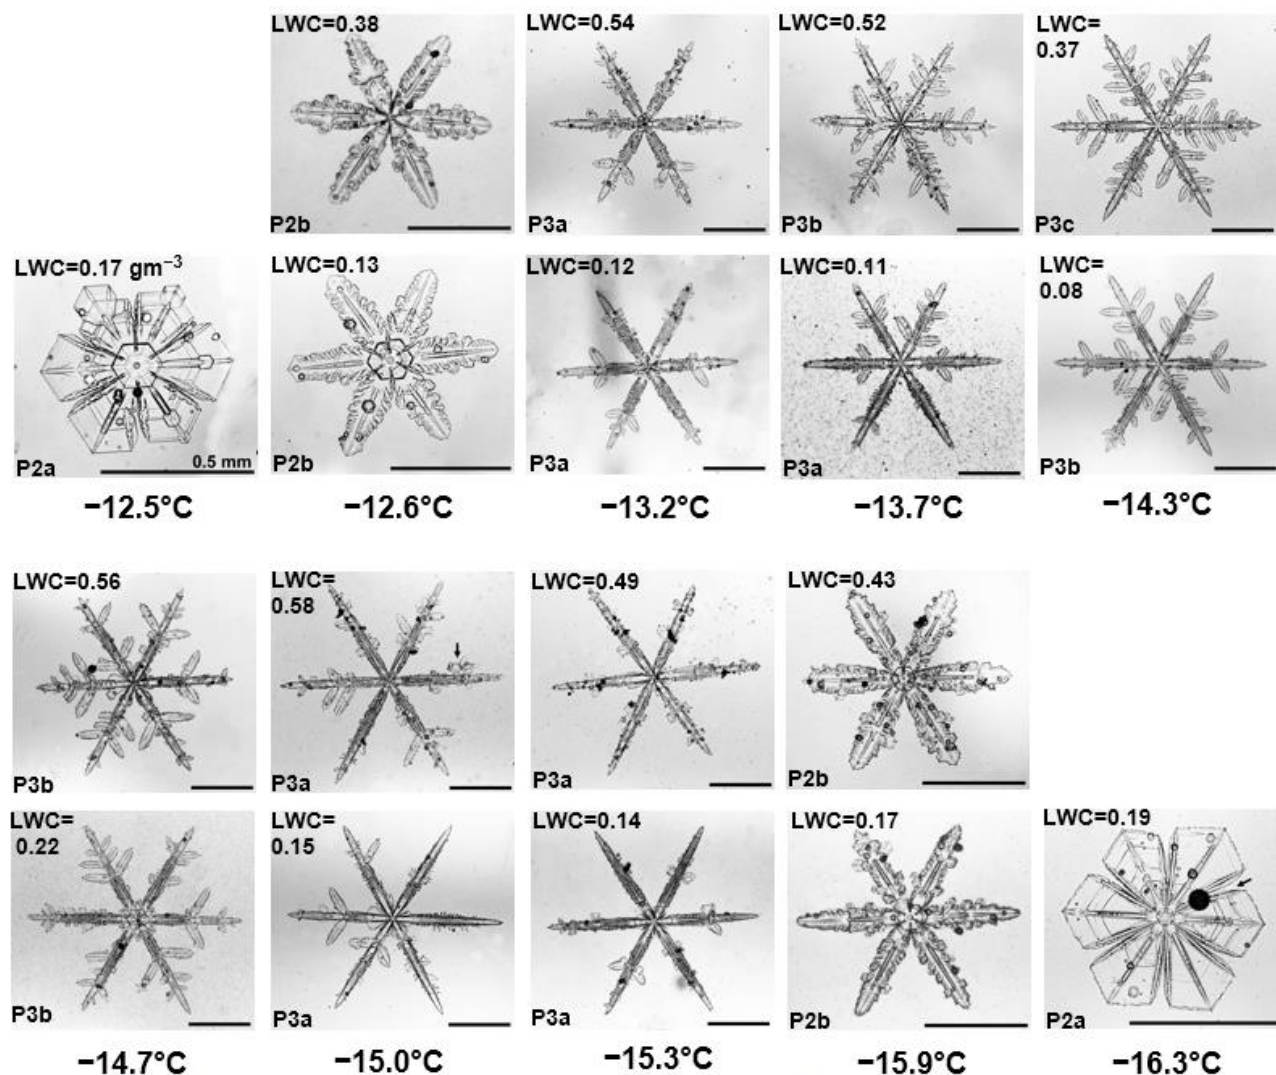 LWC=0.38
LWC=0.54
LWC=0.52
LWC=
0.37
P2b
P3a
P3b
P3c
LWC=0.17 gm⁻³
LWC=0.13
LWC=0.12
LWC=0.11
LWC=
0.08
P2a
0.5 mm
P2b
P3a
P3a
P3b
−12.5°C
−12.6°C
−13.2°C
−13.7°C
−14.3°C
LWC=0.56
LWC=
0.58
LWC=0.49
LWC=0.43
P3b
P3a
P3a
P2b
LWC=
0.22
LWC=
0.15
LWC=0.14
LWC=0.17
LWC=0.19
P3b
P3a
P3a
P2b
P2a
−14.7°C
−15.0°C
−15.3°C
−15.9°C
−16.3°C